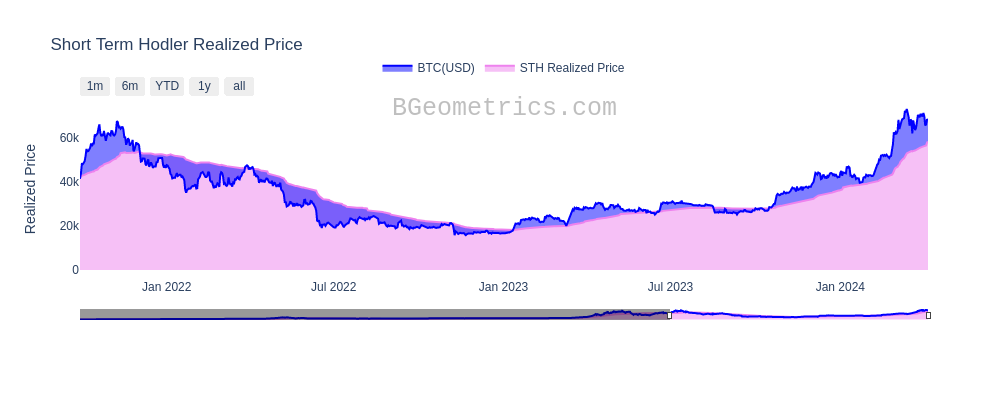 Short Term Hodler Realized Price
BTC(USD) STH Realized Price
1m 6m YTD 1y all
BGeometrics.com
Realized Price
60k
40k
20k
0
Jan 2022 Jul 2022 Jan 2023 Jul 2023 Jan 2024